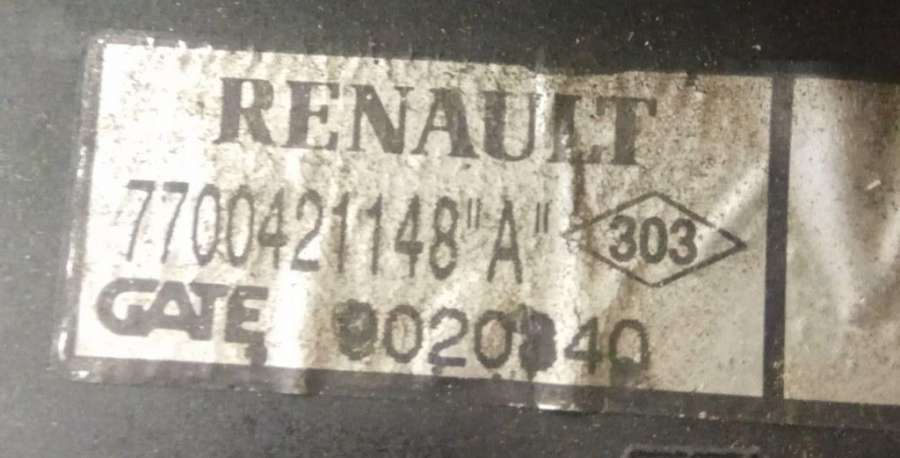 RENAULT
7700421148"A" 303
GATE